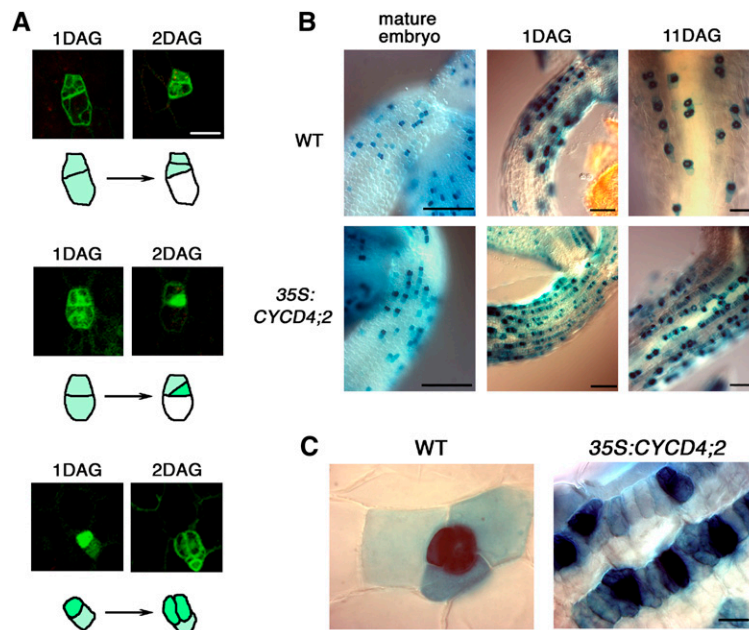 A
1DAG 2DAG
1DAG 2DAG
1DAG 2DAG
B
mature
embryo
1DAG
11DAG
WT
35S:
CYCD4;2
C
WT
35S:CYCD4;2